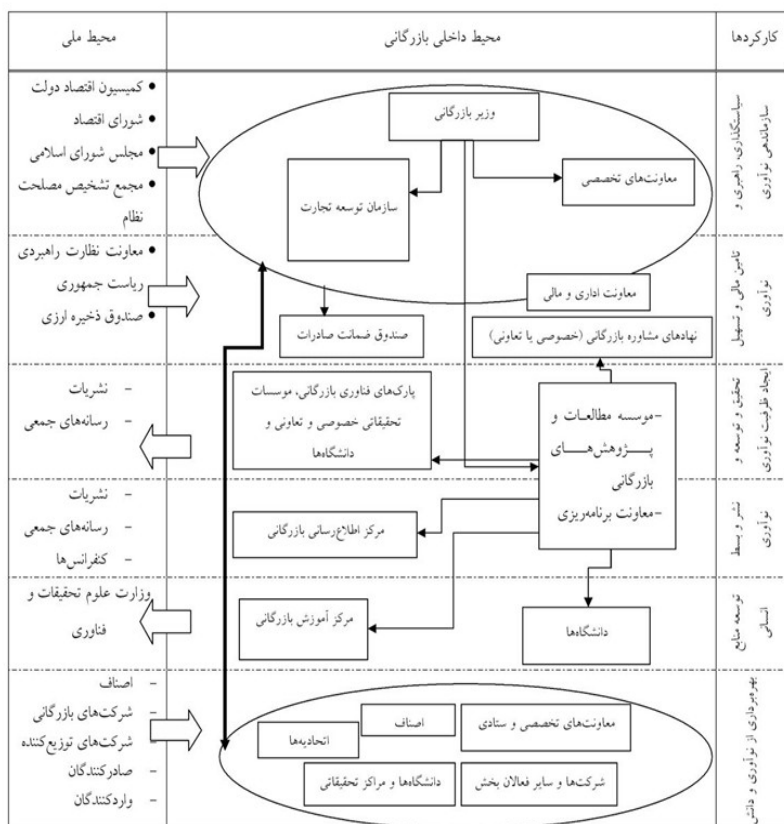 کارکردها
محیط داخلی بازرگانی
محیط ملی
سیاستگذاری، راهبری و
سازماندهی نوآوری
وزیر بازرگانی
معاونت‌های تخصصی
سازمان توسعه تجارت
• کمیسیون اقتصاد دولت
• شورای اقتصاد
• مجلس شورای اسلامی
• مجمع تشخیص مصلحت
نظام
تامین مالی و تسهیل
نوآوری
معاونت اداری و مالی
نهادهای مشاوره بازرگانی (خصوصی یا تعاونی)
صندوق ضمانت صادرات
• معاونت نظارت راهبردی
ریاست جمهوری
• صندوق ذخیره ارزی
تحقیق و توسعه و
ایجاد ظرفیت نوآوری
-موسسه مطالعات و
پژوهش‌های
بازرگانی
-معاونت برنامه‌ریزی
پارک‌های فناوری بازرگانی، موسسات
تحقیقاتی خصوصی و تعاونی و
دانشگاه‌ها
- نشریات
- رسانه‌های جمعی
نشر و بسط
نوآوری
مرکز اطلاع‌رسانی بازرگانی
- نشریات
- رسانه‌های جمعی
- کنفرانس‌ها
توسعه منابع
انسانی
دانشگاه‌ها
مرکز آموزش بازرگانی
وزارت علوم تحقیقات و
فناوری
بهره‌برداری از نوآوری و دانش
معاونت‌های تخصصی و ستادی
اصناف
اتحادیه‌ها
شرکت‌ها و سایر فعالان بخش
دانشگاه‌ها و مراکز تحقیقاتی
- اصناف
- شرکت‌های بازرگانی
- شرکت‌های توزیع‌کننده
- صادرکنندگان
- واردکنندگان